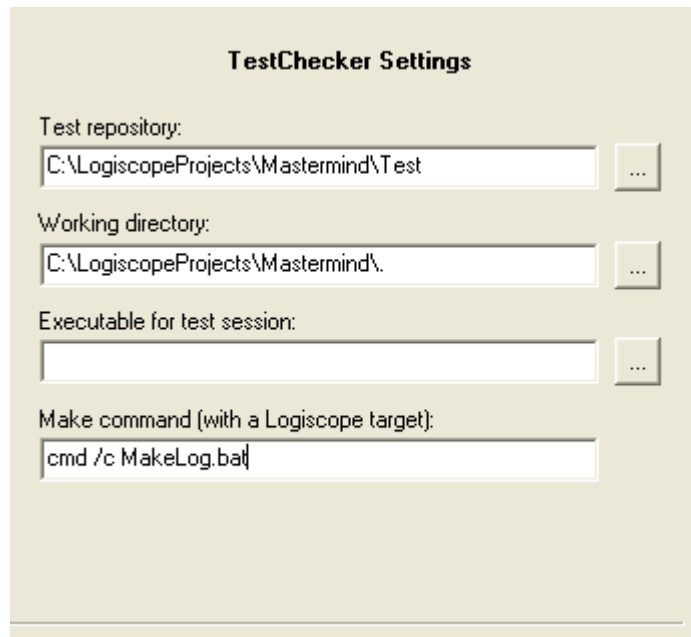 TestChecker Settings
Test repository:
C:\LogiscopeProjects\Mastermind\Test
...
Working directory:
C:\LogiscopeProjects\Mastermind\.
...
Executable for test session:
...
Make command (with a Logiscope target):
cmd /c MakeLog.bat